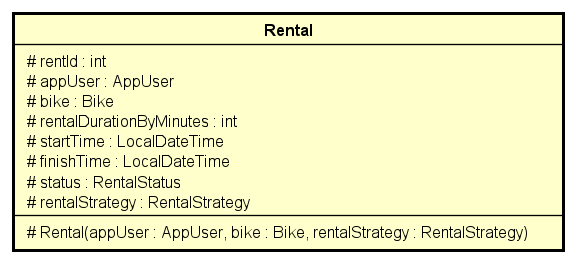 Rental
# rentId : int
# appUser : AppUser
# bike : Bike
# rentalDurationByMinutes : int
# startTime : LocalDateTime
# finishTime : LocalDateTime
# status : RentalStatus
# rentalStrategy : RentalStrategy
# Rental(appUser : AppUser, bike : Bike, rentalStrategy : RentalStrategy)